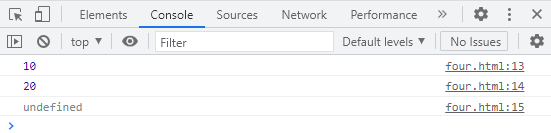 Elements Console Sources Network Performance »
top ▼ Filter Default levels ▼ No Issues
10 four.html:13
20 four.html:14
undefined four.html:15